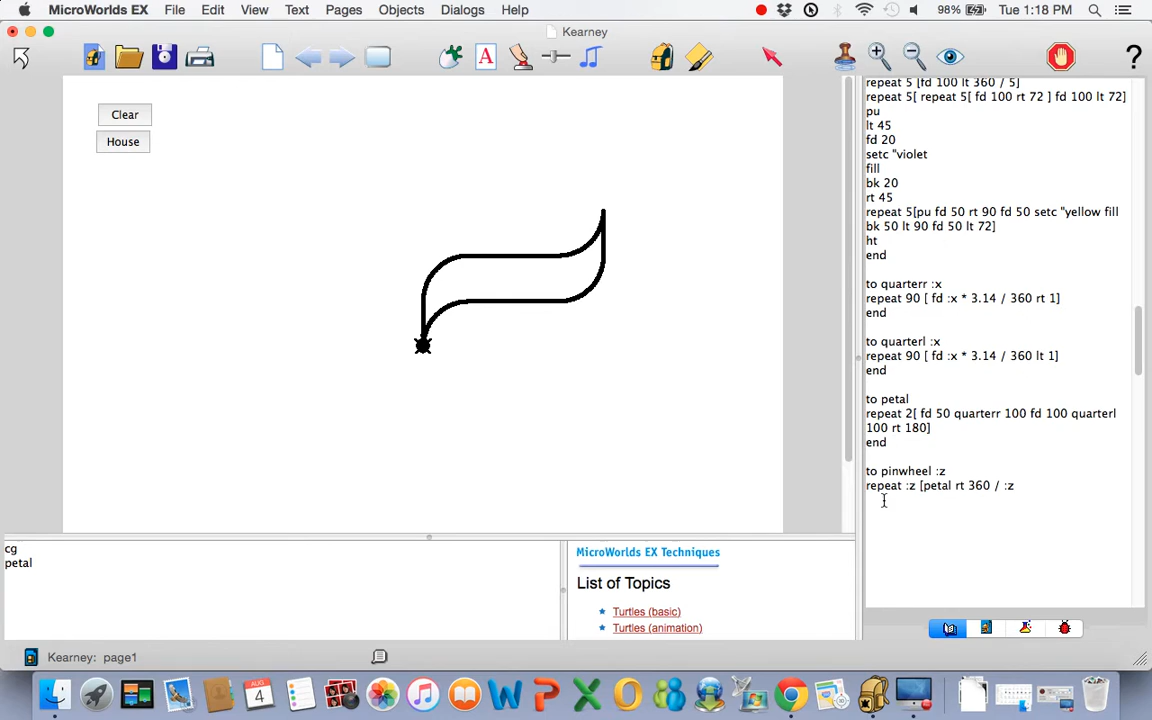 MicroWorlds EX File Edit View Text Pages Objects Dialogs Help 98% Tue 1:18 PM
Kearney
A ?
Clear
House
repeat 5 [fd 100 lt 360 / 5]
repeat 5[ repeat 5[ fd 100 rt 72 ] fd 100 lt 72]
pu
lt 45
fd 20
setc "violet
fill
bk 20
rt 45
repeat 5[pu fd 50 rt 90 fd 50 setc "yellow fill
bk 50 lt 90 fd 50 lt 72]
ht
end
to quarterr :x
repeat 90 [ fd :x * 3.14 / 360 rt 1]
end
to quarterl :x
repeat 90 [ fd :x * 3.14 / 360 lt 1]
end
to petal
repeat 2[ fd 50 quarterr 100 fd 100 quarterl
100 rt 180]
end
to pinwheel :z
repeat :z [petal rt 360 / :z
cg
petal
MicroWorlds EX Techniques
List of Topics
Turtles (basic)
Turtles (animation)
Kearney: page1
AUG
4